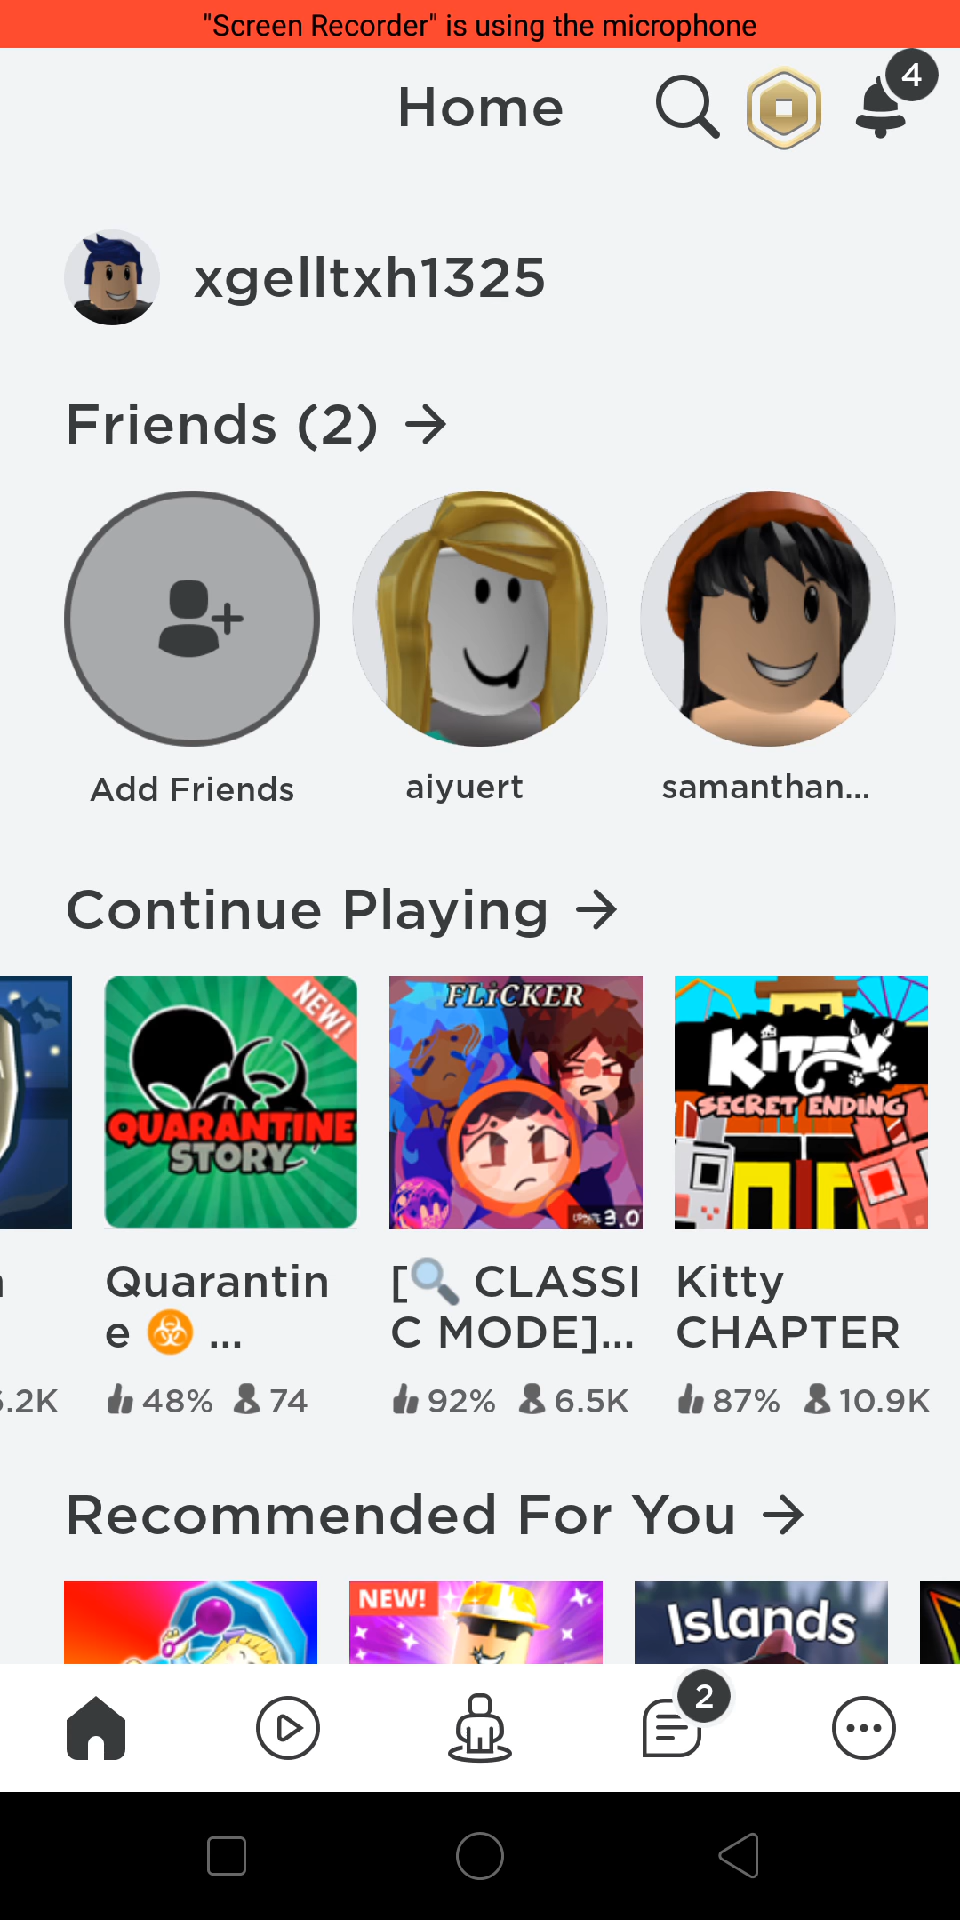 "Screen Recorder" is using the microphone
Home
4
xgelltxh1325
Friends (2) →
Add Friends
aiyuert
samanthan...
Continue Playing →
NEW!
QUARANTINE
STORY
FLiCKER
UPDATE 3.0
KiTTY
SECRET ENDING
Quarantin
e ☣ ...
[🔍 CLASSI
C MODE]...
Kitty
CHAPTER
.2K
48% 74
92% 6.5K
87% 10.9K
Recommended For You →
NEW!
Islands
2